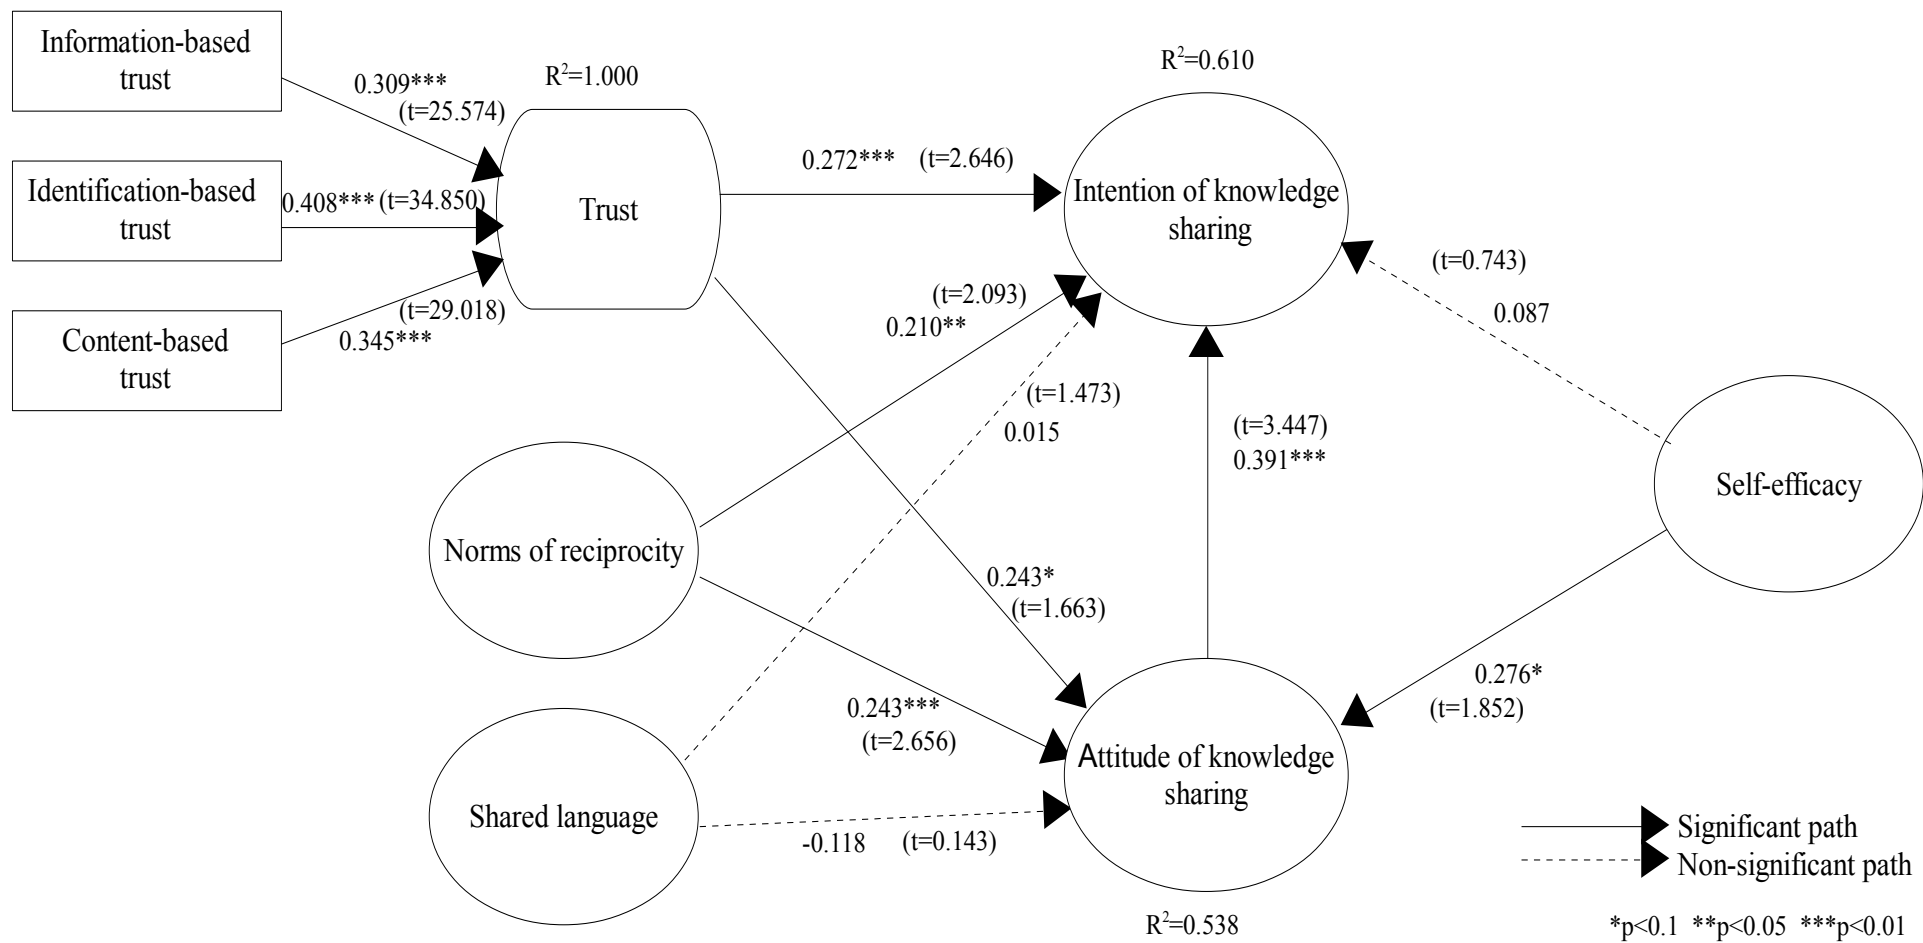 Information-based
trust
0.309***
(t=25.574)
R²=1.000
R²=0.610
Identification-based
trust
0.408*** (t=34.850)
Trust
0.272*** (t=2.646)
Intention of knowledge
sharing
Content-based
trust
(t=29.018)
0.345***
(t=2.093)
0.210**
(t=0.743)
0.087
(t=1.473)
0.015
(t=3.447)
0.391***
Self-efficacy
Norms of reciprocity
0.243*
(t=1.663)
0.243***
(t=2.656)
0.276*
(t=1.852)
Attitude of knowledge
sharing
Shared language
-0.118 (t=0.143)
R²=0.538
Significant path
Non-significant path
*p<0.1 **p<0.05 ***p<0.01